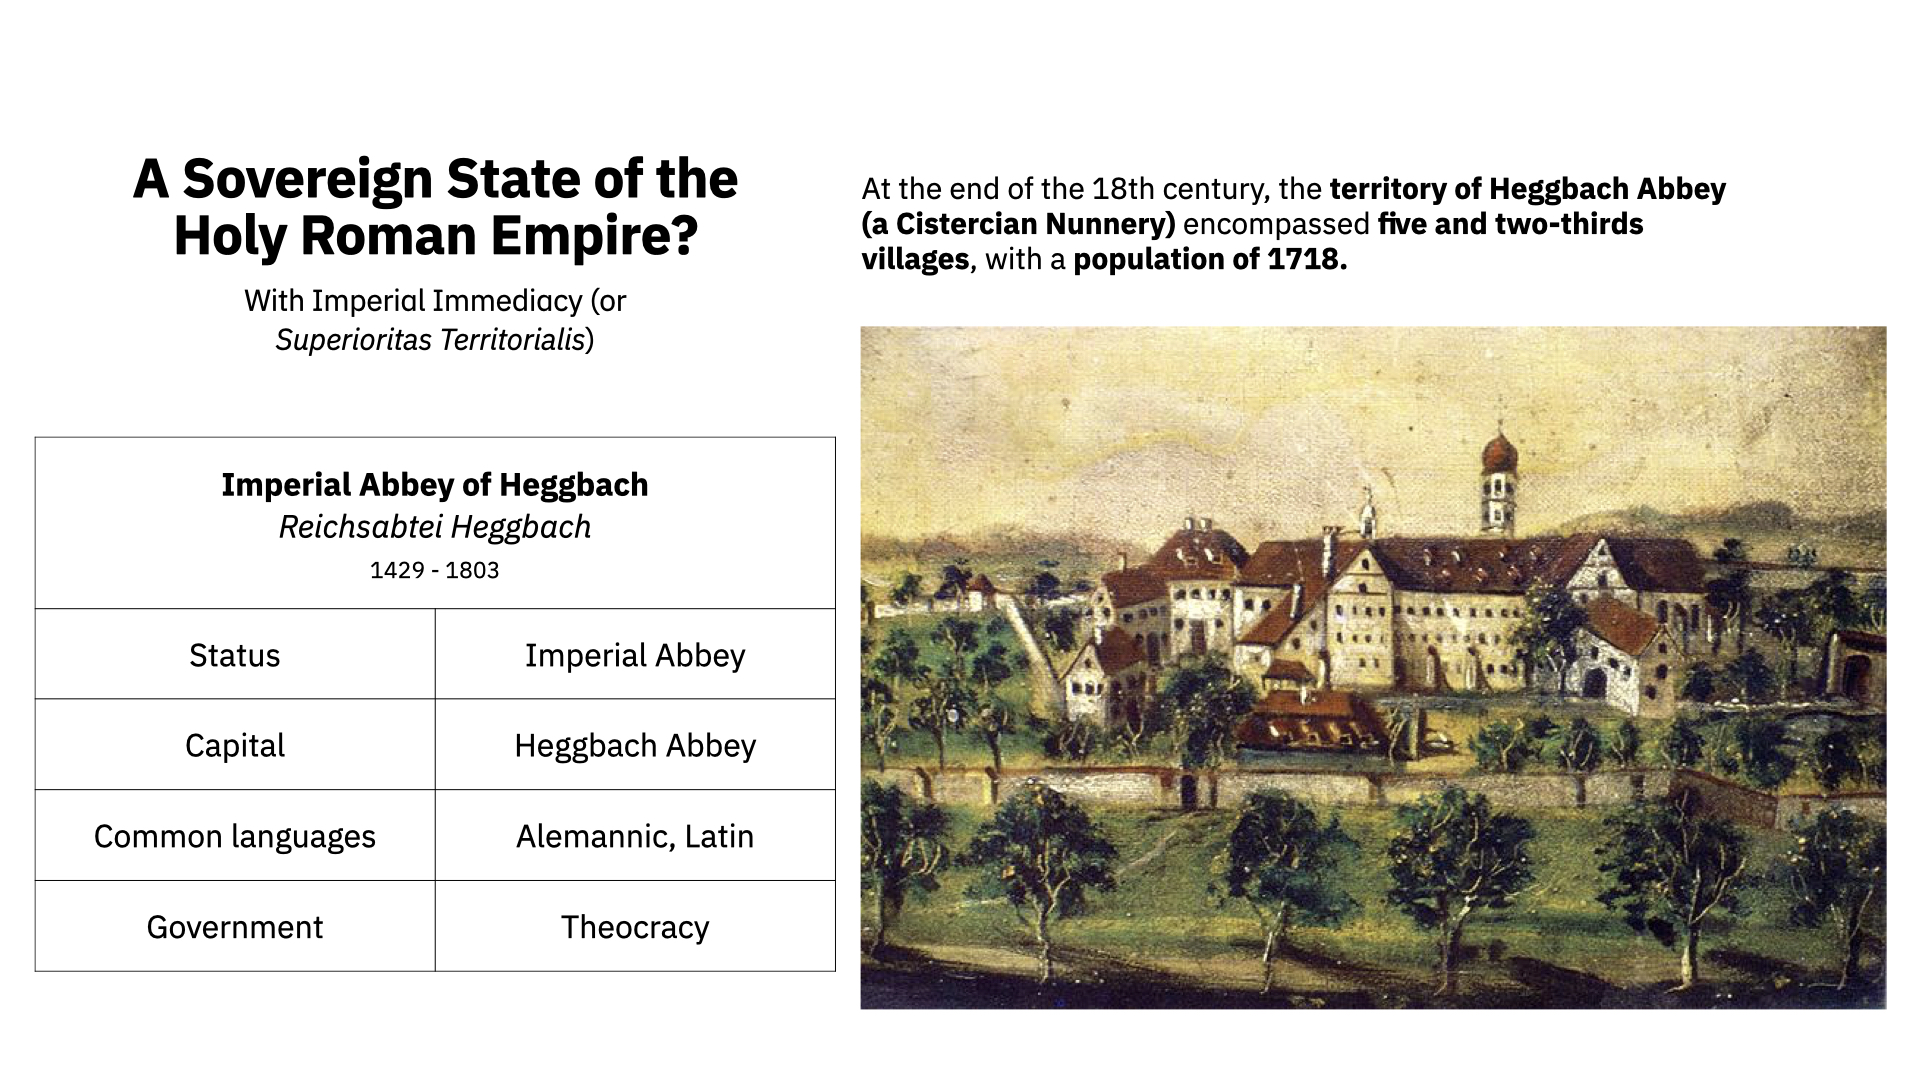 A Sovereign State of the
Holy Roman Empire?
With Imperial Immediacy (or
Superioritas Territorialis)
Imperial Abbey of Heggbach
Reichsabtei Heggbach
1429 - 1803
Status Imperial Abbey
Capital Heggbach Abbey
Common languages Alemannic, Latin
Government Theocracy
At the end of the 18th century, the territory of Heggbach Abbey
(a Cistercian Nunnery) encompassed five and two-thirds
villages, with a population of 1718.